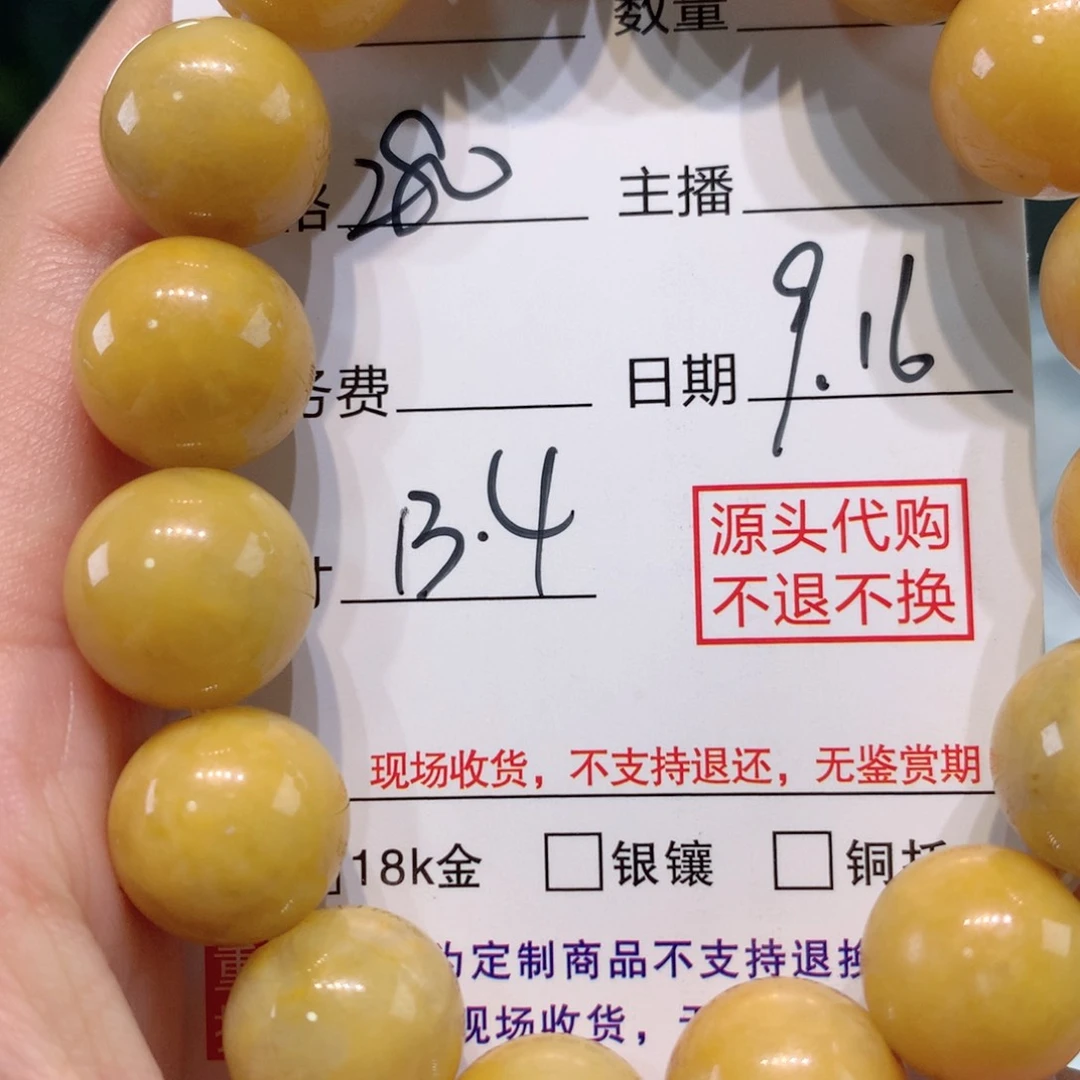 数量
280 主播
费 日期 9.16
13.4
源头代购
不退不换
现场收货，不支持退还，无鉴赏期
18k金 银镶 铜
定制商品不支持退换
现场收货，